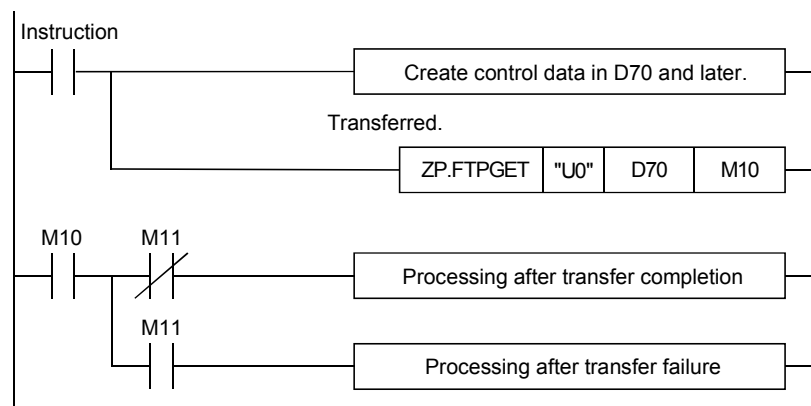 Instruction
Create control data in D70 and later.
Transferred.
ZP.FTPGET "U0" D70 M10
M10 M11
Processing after transfer completion
M11
Processing after transfer failure